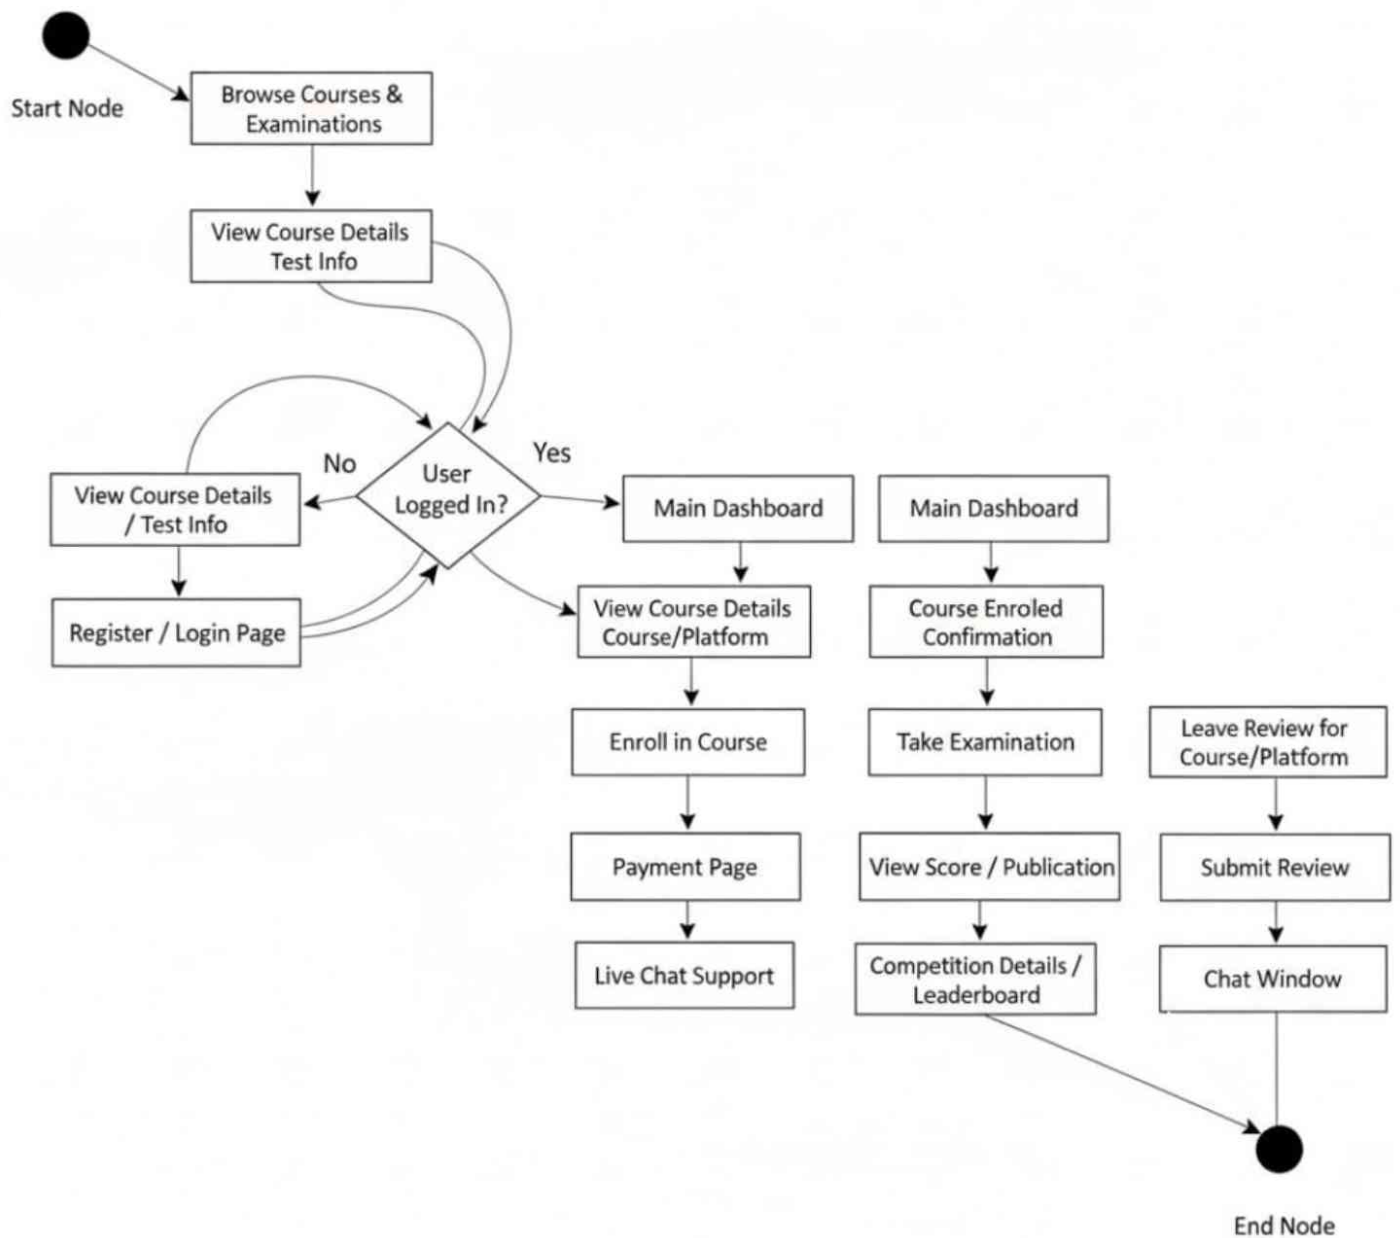 Start Node
Browse Courses &
Examinations
View Course Details
Test Info
No
Yes
User
Logged In?
View Course Details
/ Test Info
Register / Login Page
Main Dashboard
View Course Details
Course/Platform
Enroll in Course
Payment Page
Live Chat Support
Main Dashboard
Course Enroled
Confirmation
Take Examination
View Score / Publication
Competition Details /
Leaderboard
Leave Review for
Course/Platform
Submit Review
Chat Window
End Node